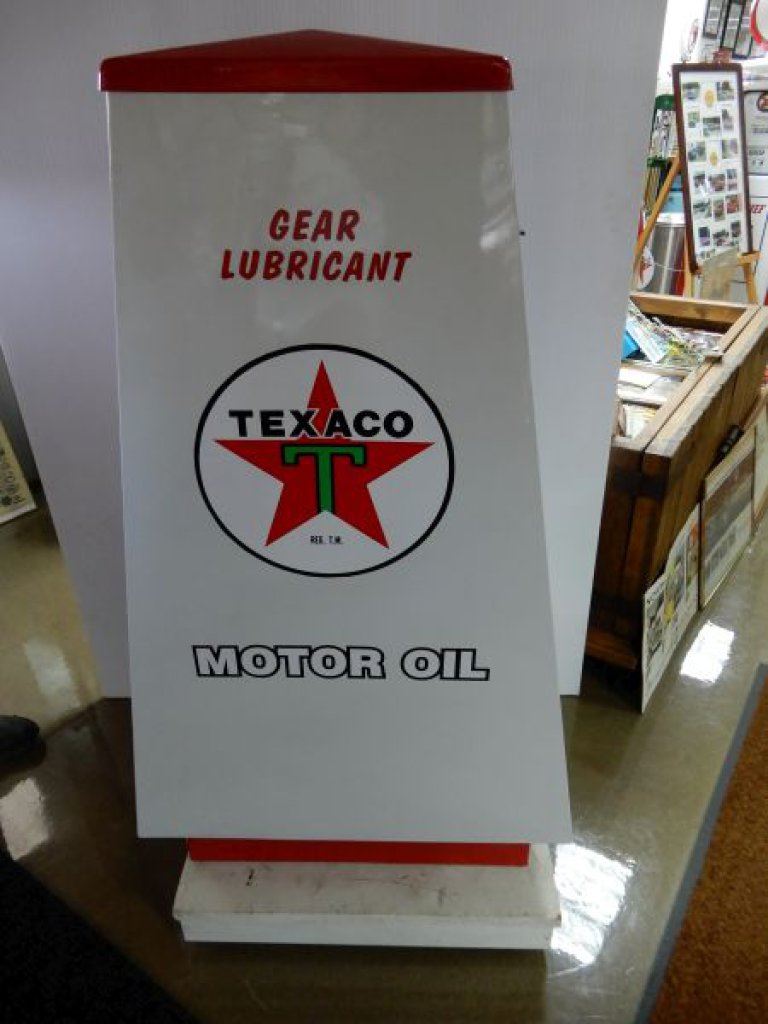 GEAR
LUBRICANT
TEXACO
T
REG. T.M.
MOTOR OIL